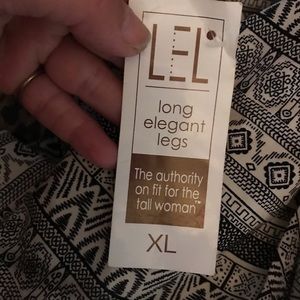 LEL
long
elegant
legs
The authority
on fit for the
tall woman™
XL